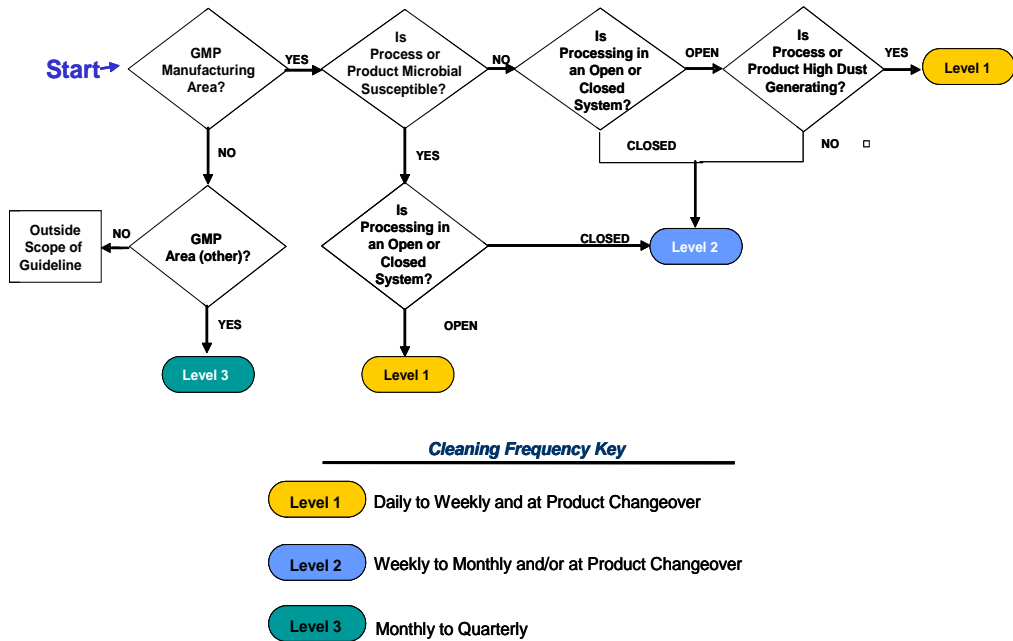 Start
GMP
Manufacturing
Area?
YES
Is
Process or
Product Microbial
Susceptible?
NO
Is
Processing in
an Open or
Closed
System?
OPEN
Is
Process or
Product High Dust
Generating?
YES
Level 1
NO
YES
CLOSED
NO
Outside
Scope of
Guideline
NO
GMP
Area (other)?
Is
Processing in
an Open or
Closed
System?
CLOSED
Level 2
YES
OPEN
Level 3
Level 1
Cleaning Frequency Key
Level 1 Daily to Weekly and at Product Changeover
Level 2 Weekly to Monthly and/or at Product Changeover
Level 3 Monthly to Quarterly